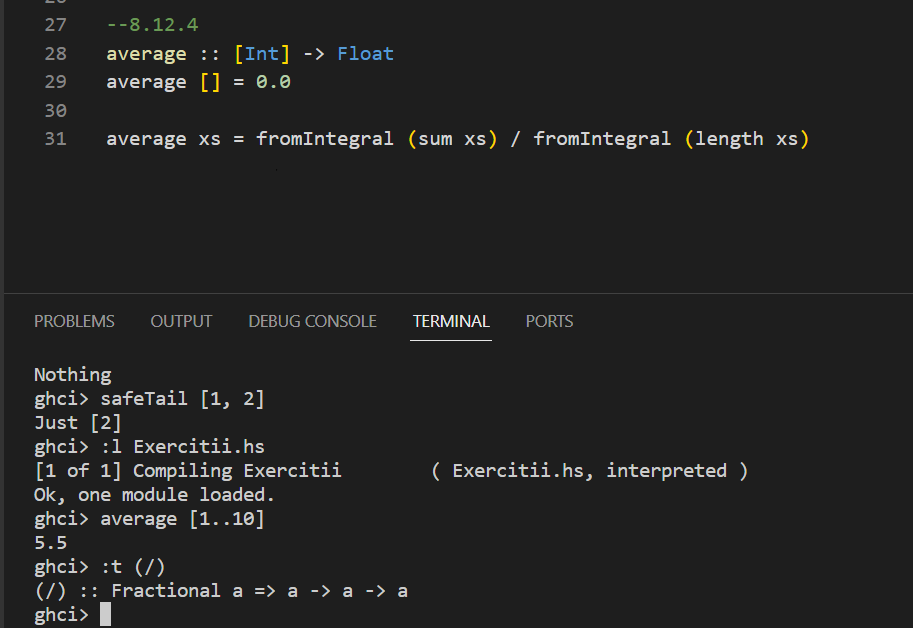 27 --8.12.4
28 average :: [Int] -> Float
29 average [] = 0.0
30
31 average xs = fromIntegral (sum xs) / fromIntegral (length xs)
PROBLEMS OUTPUT DEBUG CONSOLE TERMINAL PORTS
Nothing
ghci> safeTail [1, 2]
Just [2]
ghci> :l Exercitii.hs
[1 of 1] Compiling Exercitii ( Exercitii.hs, interpreted )
Ok, one module loaded.
ghci> average [1..10]
5.5
ghci> :t (/)
(/) :: Fractional a => a -> a -> a
ghci>